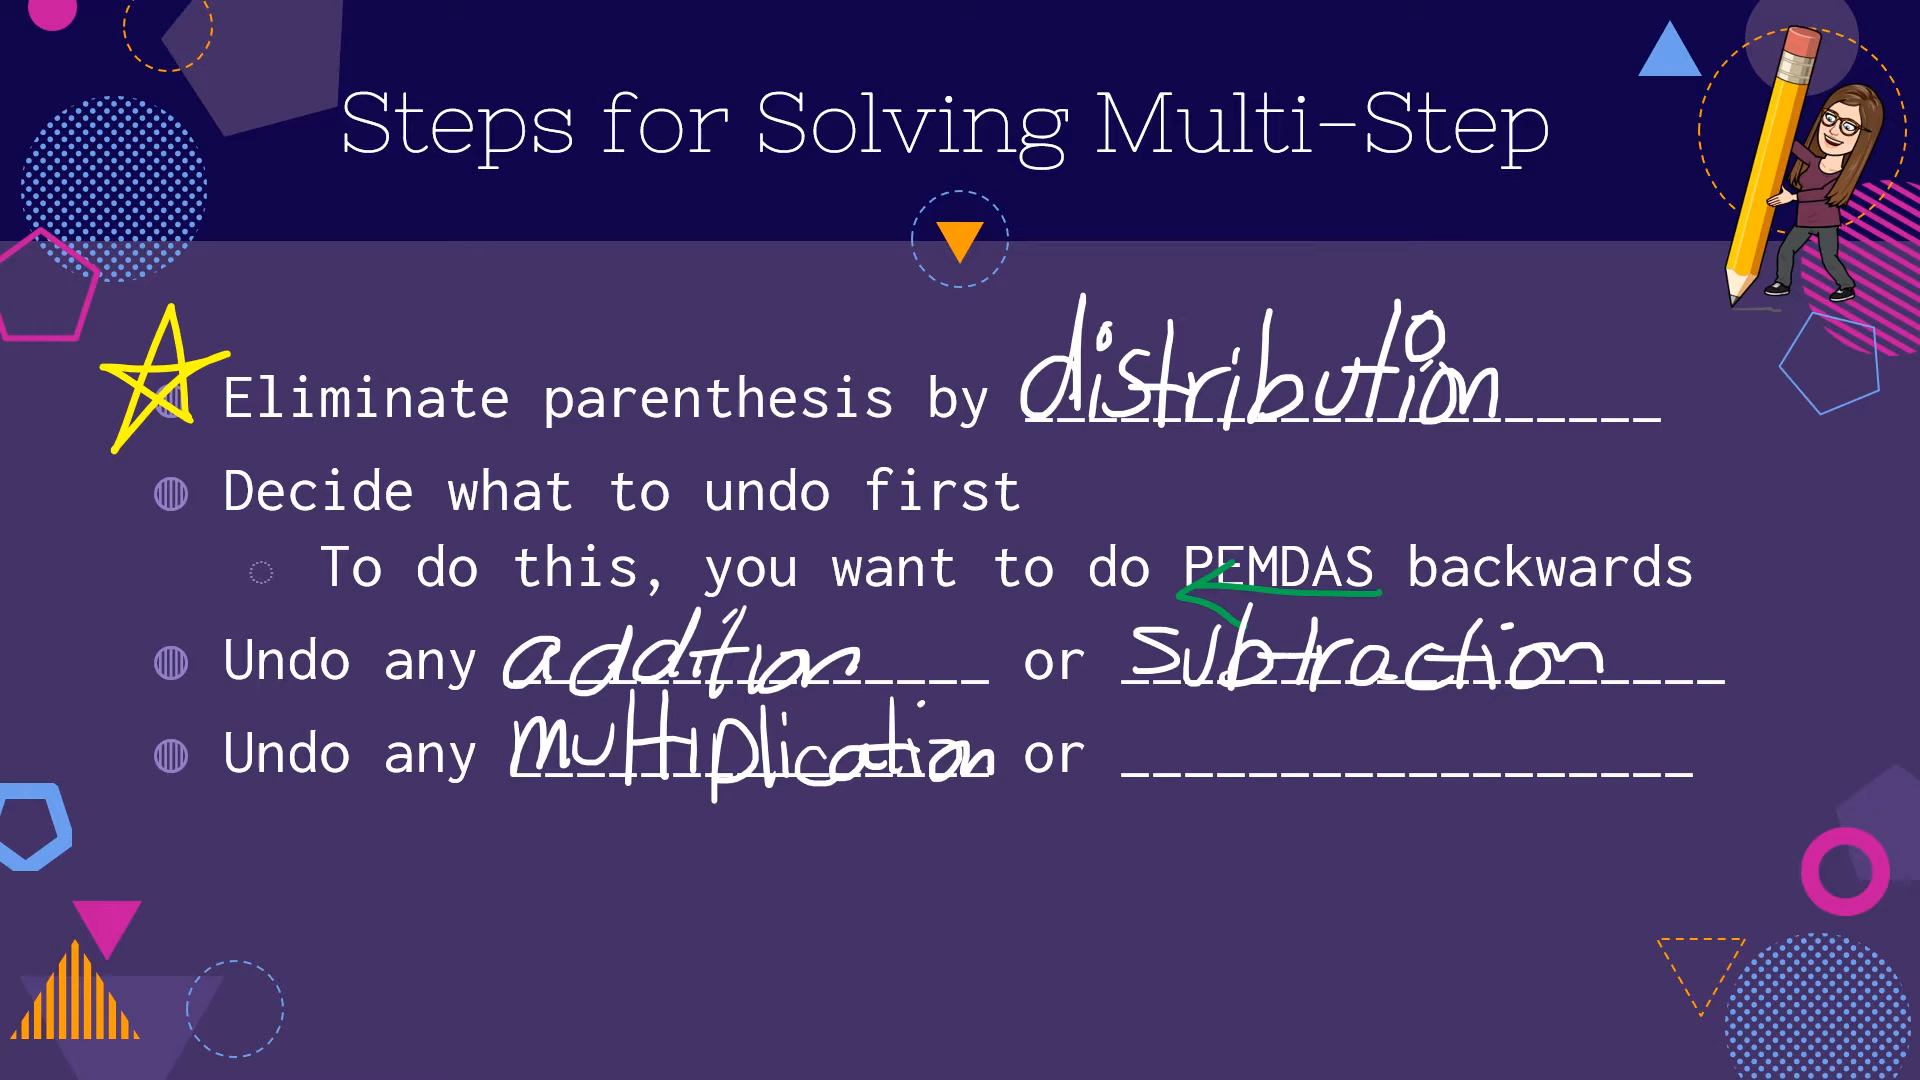 Steps for Solving Multi-Step
Eliminate parenthesis by distribution
Decide what to undo first
To do this, you want to do PEMDAS backwards
Undo any addition or subtraction
Undo any multiplication or __________________